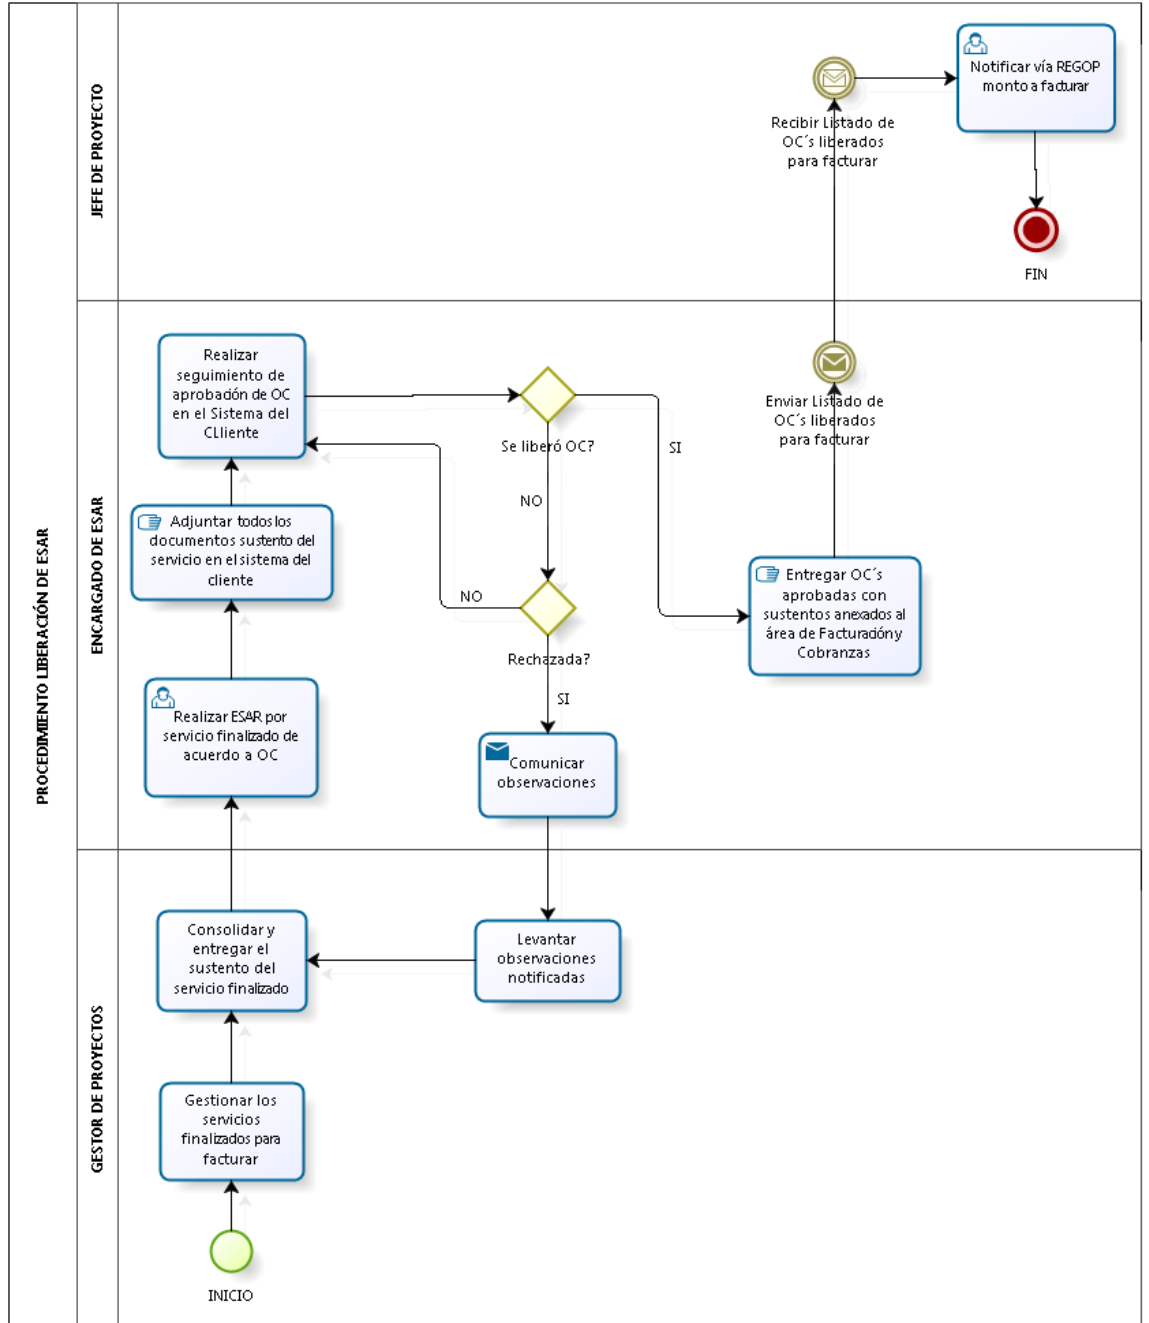 PROCEDIMIENTO LIBERACIÓN DE ESAR
JEFE DE PROYECTO
Recibir Listado de
OC´s liberados
para facturar
Notificar vía REGOP
monto a facturar
FIN
ENCARGADO DE ESAR
Realizar
seguimiento de
aprobación de OC
en el Sistema del
CLliente
Se liberó OC?
SI
NO
Enviar Listado de
OC´s liberados
para facturar
Adjuntar todos los
documentos sustento del
servicio en el sistema del
cliente
NO
Rechazada?
SI
Entregar OC´s
aprobadas con
sustentos anexados al
área de Facturación y
Cobranzas
Realizar ESAR por
servicio finalizado de
acuerdo a OC
Comunicar
observaciones
GESTOR DE PROYECTOS
Consolidar y
entregar el
sustento del
servicio finalizado
Levantar
observaciones
notificadas
Gestionar los
servicios
finalizados para
facturar
INICIO